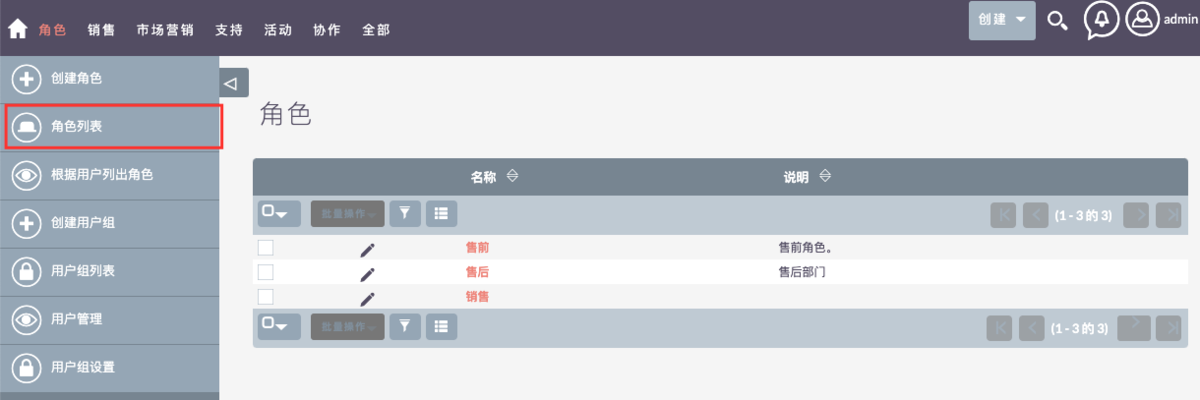 角色 销售 市场营销 支持 活动 协作 全部 创建 admin
创建角色
角色列表
根据用户列出角色
创建用户组
用户组列表
用户管理
用户组设置
角色
名称 说明
批量操作 (1 - 3 的 3)
售前 售前角色。
售后 售后部门
销售
批量操作 (1 - 3 的 3)